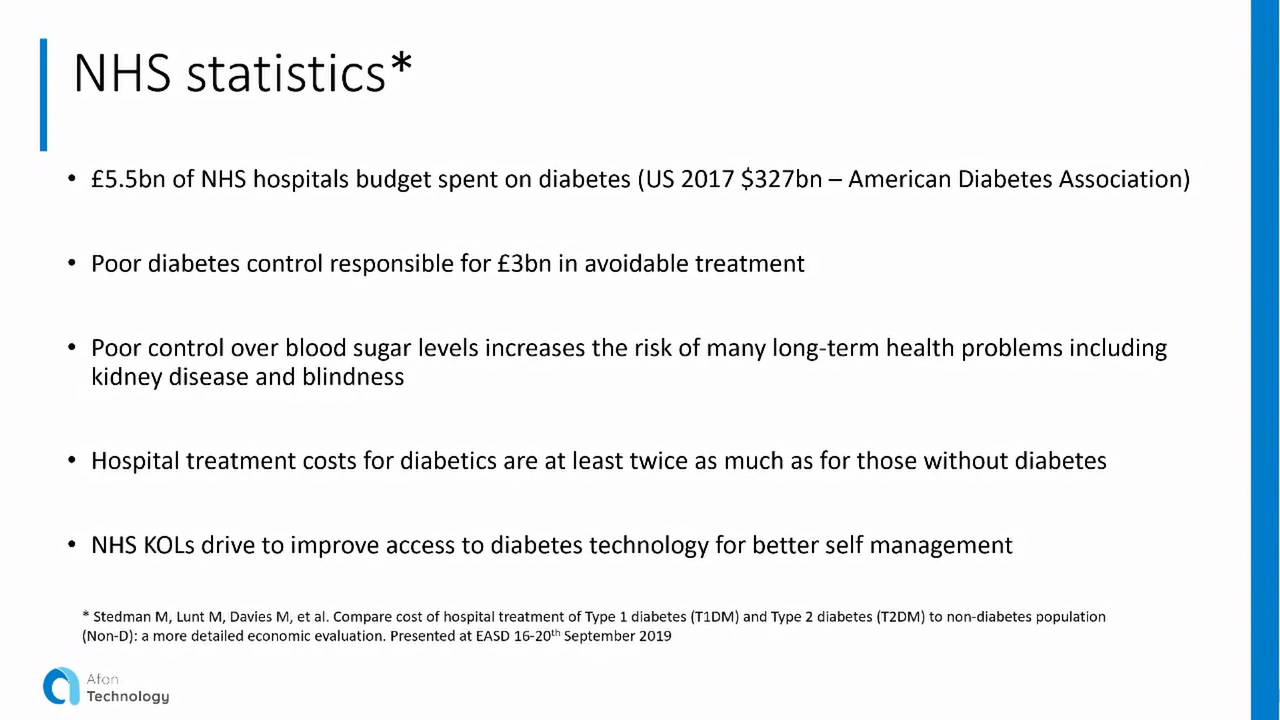 NHS statistics*
• £5.5bn of NHS hospitals budget spent on diabetes (US 2017 $327bn – American Diabetes Association)
• Poor diabetes control responsible for £3bn in avoidable treatment
• Poor control over blood sugar levels increases the risk of many long-term health problems including
kidney disease and blindness
• Hospital treatment costs for diabetics are at least twice as much as for those without diabetes
• NHS KOLs drive to improve access to diabetes technology for better self management
* Stedman M, Lunt M, Davies M, et al. Compare cost of hospital treatment of Type 1 diabetes (T1DM) and Type 2 diabetes (T2DM) to non-diabetes population
(Non-D): a more detailed economic evaluation. Presented at EASD 16-20th September 2019
Afon
Technology